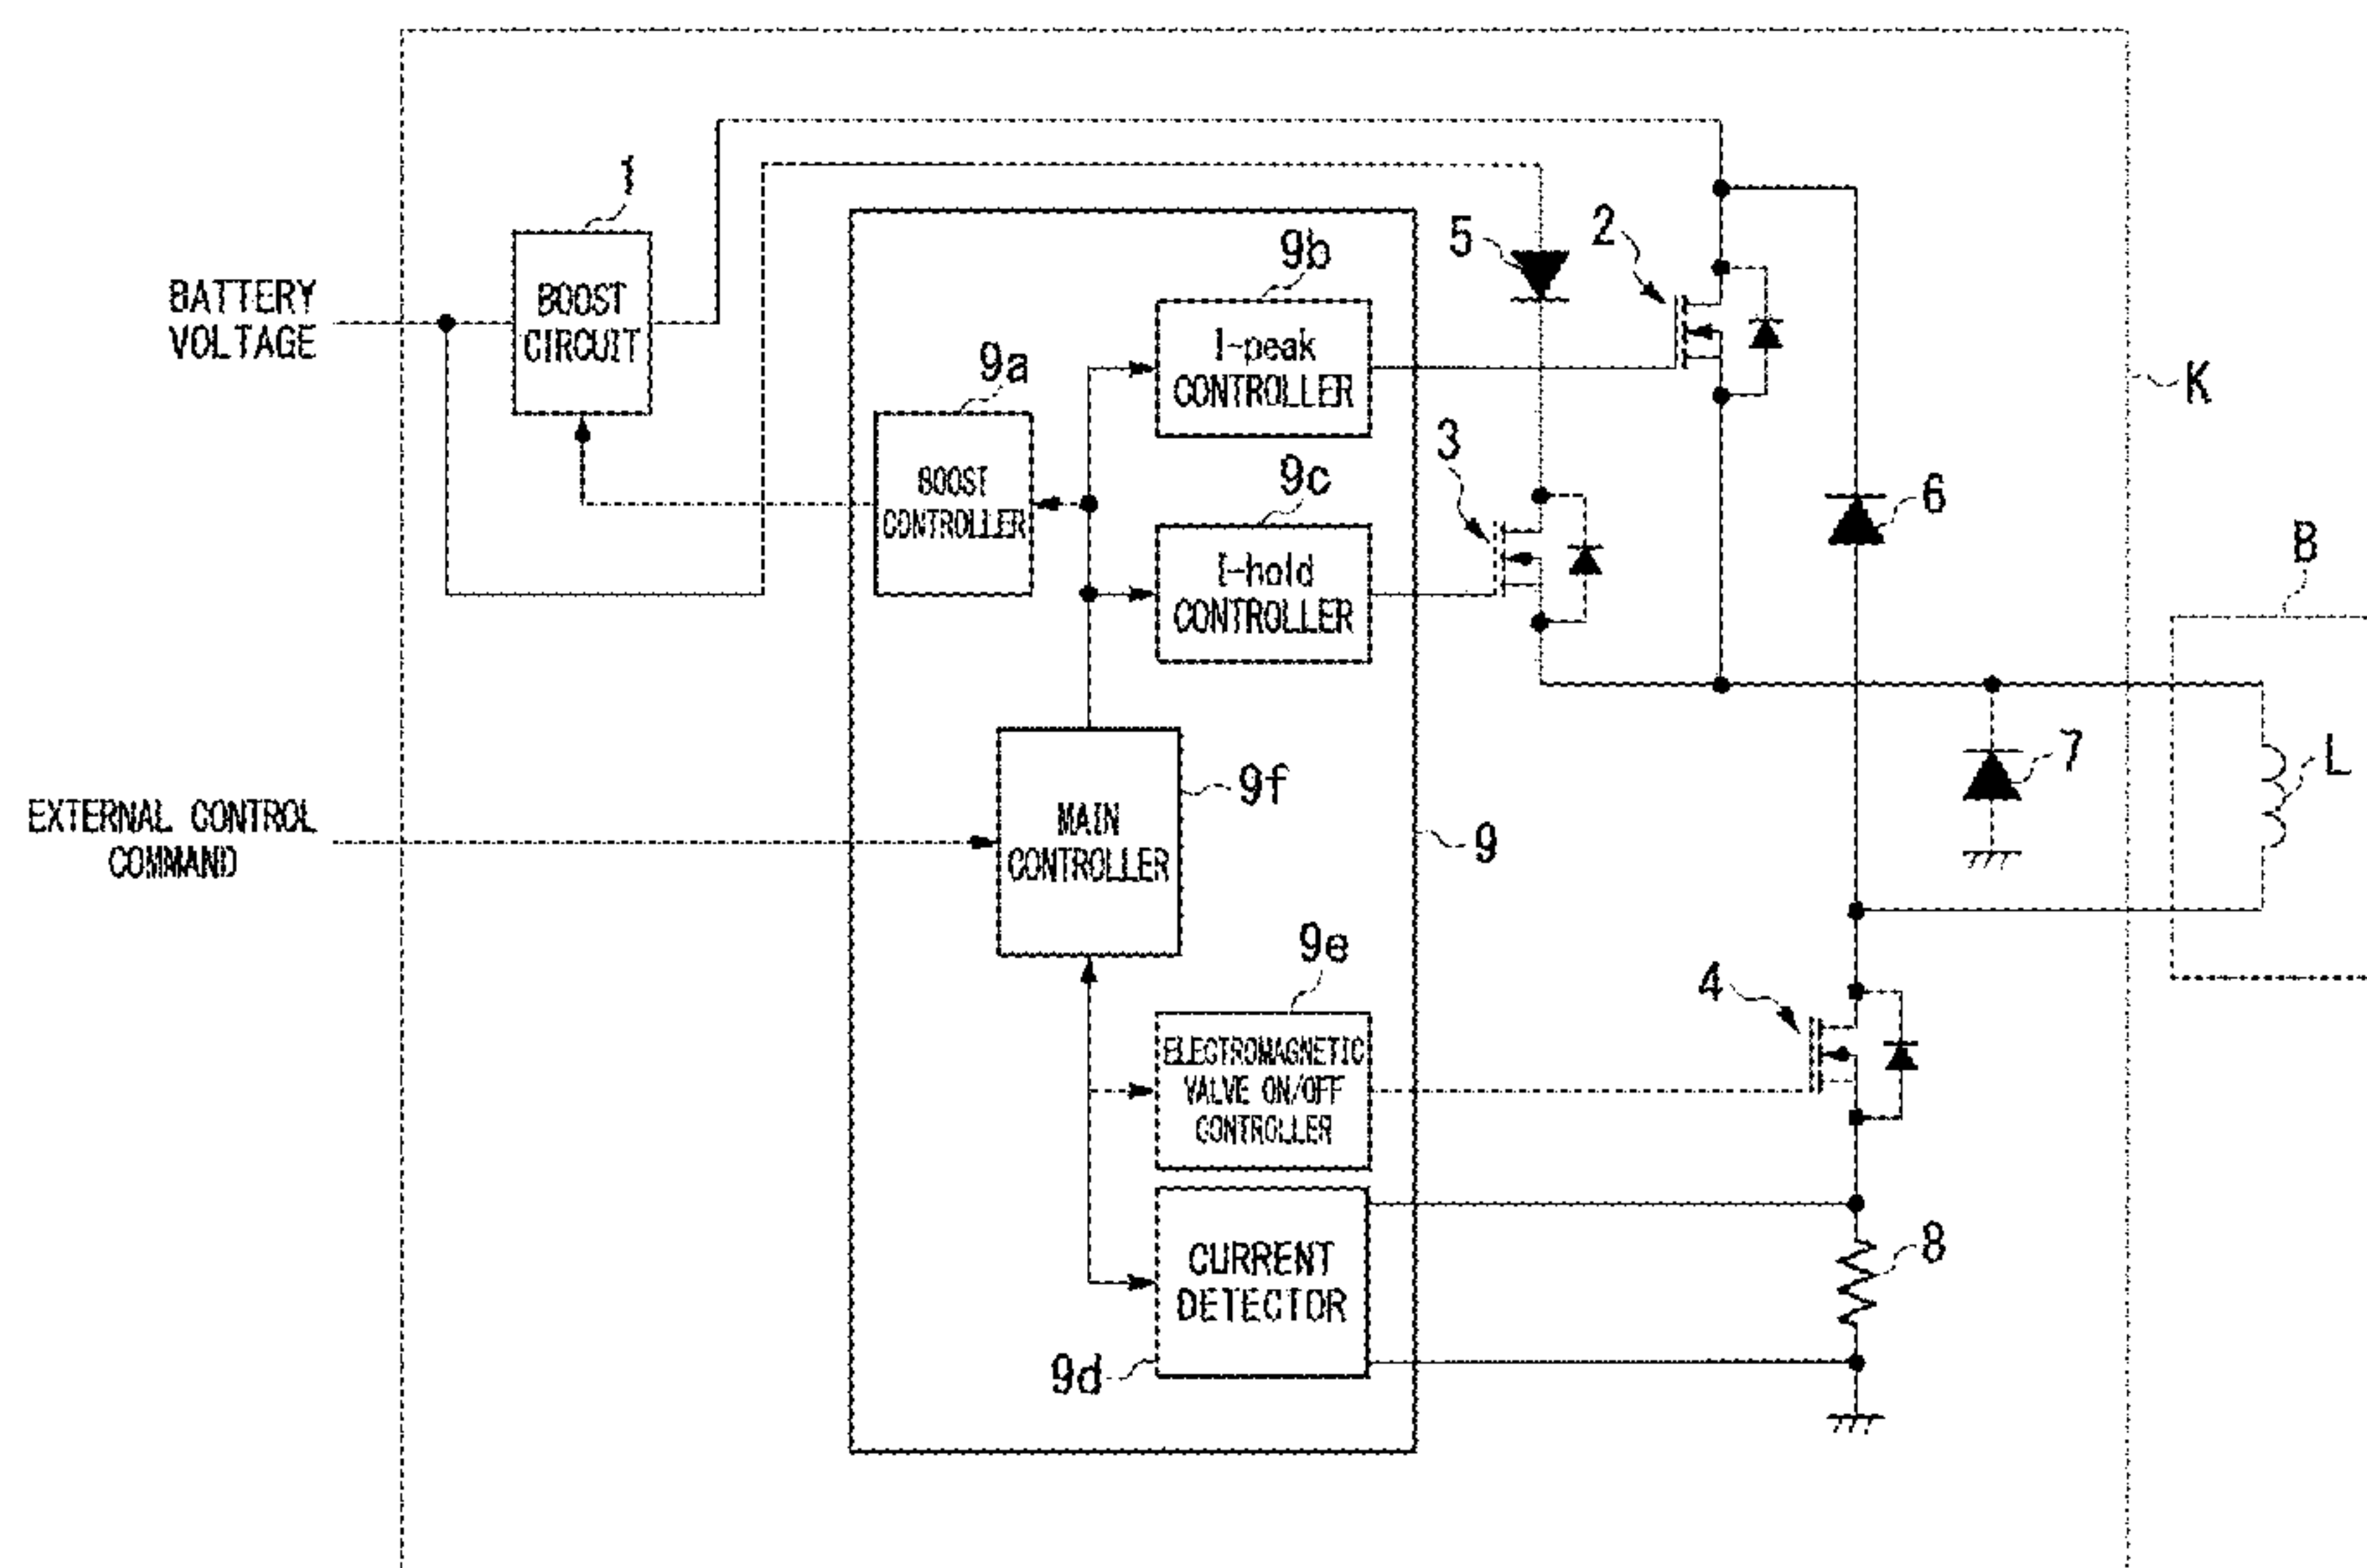 1
BATTERY
VOLTAGE
BOOST
CIRCUIT
9a
BOOST
CONTROLLER
9b
I-peak
CONTROLLER
9c
I-hold
CONTROLLER
5
2
3
K
6
B
7
L
EXTERNAL CONTROL
COMMAND
MAIN
CONTROLLER
9f
9
9e
ELECTROMAGNETIC
VALVE ON/OFF
CONTROLLER
4
CURRENT
DETECTOR
9d
8